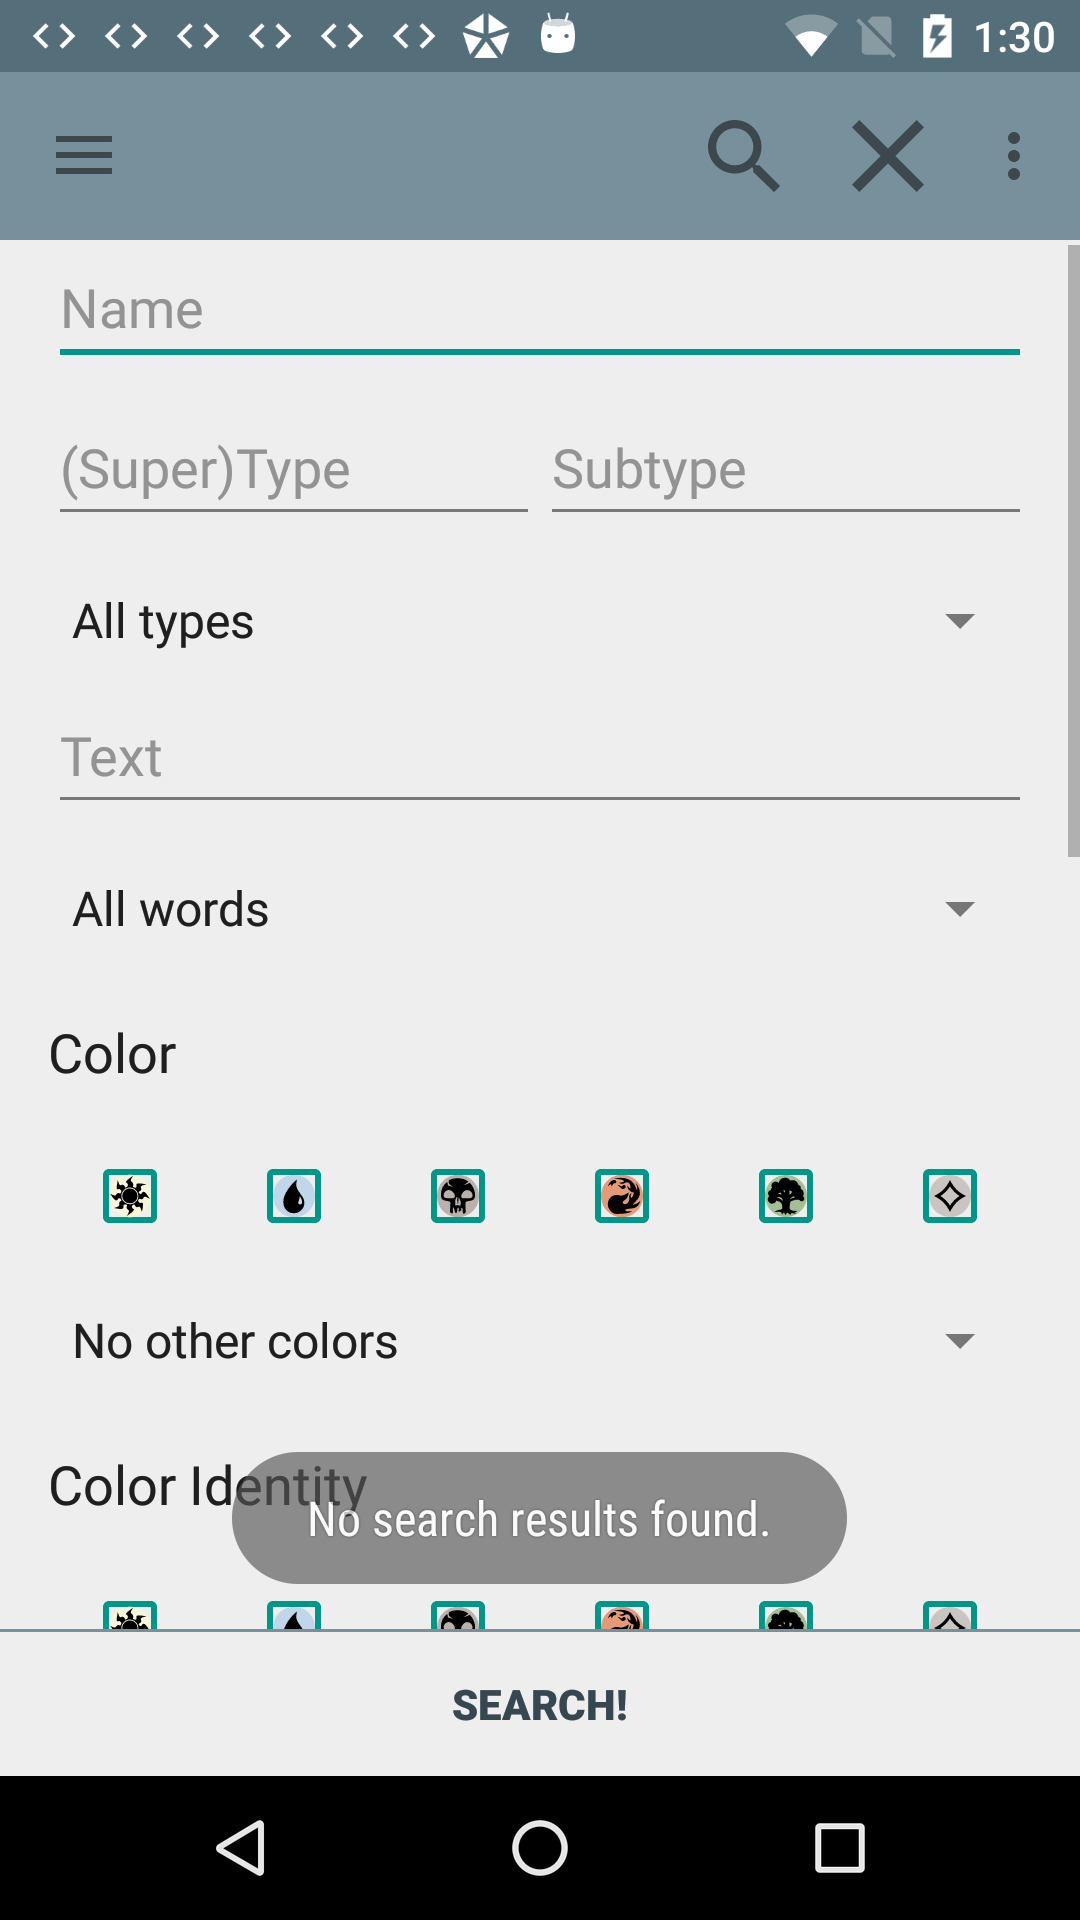 1:30
Name
(Super)Type Subtype
All types
Text
All words
Color
No other colors
Color Identity
No search results found.
SEARCH!